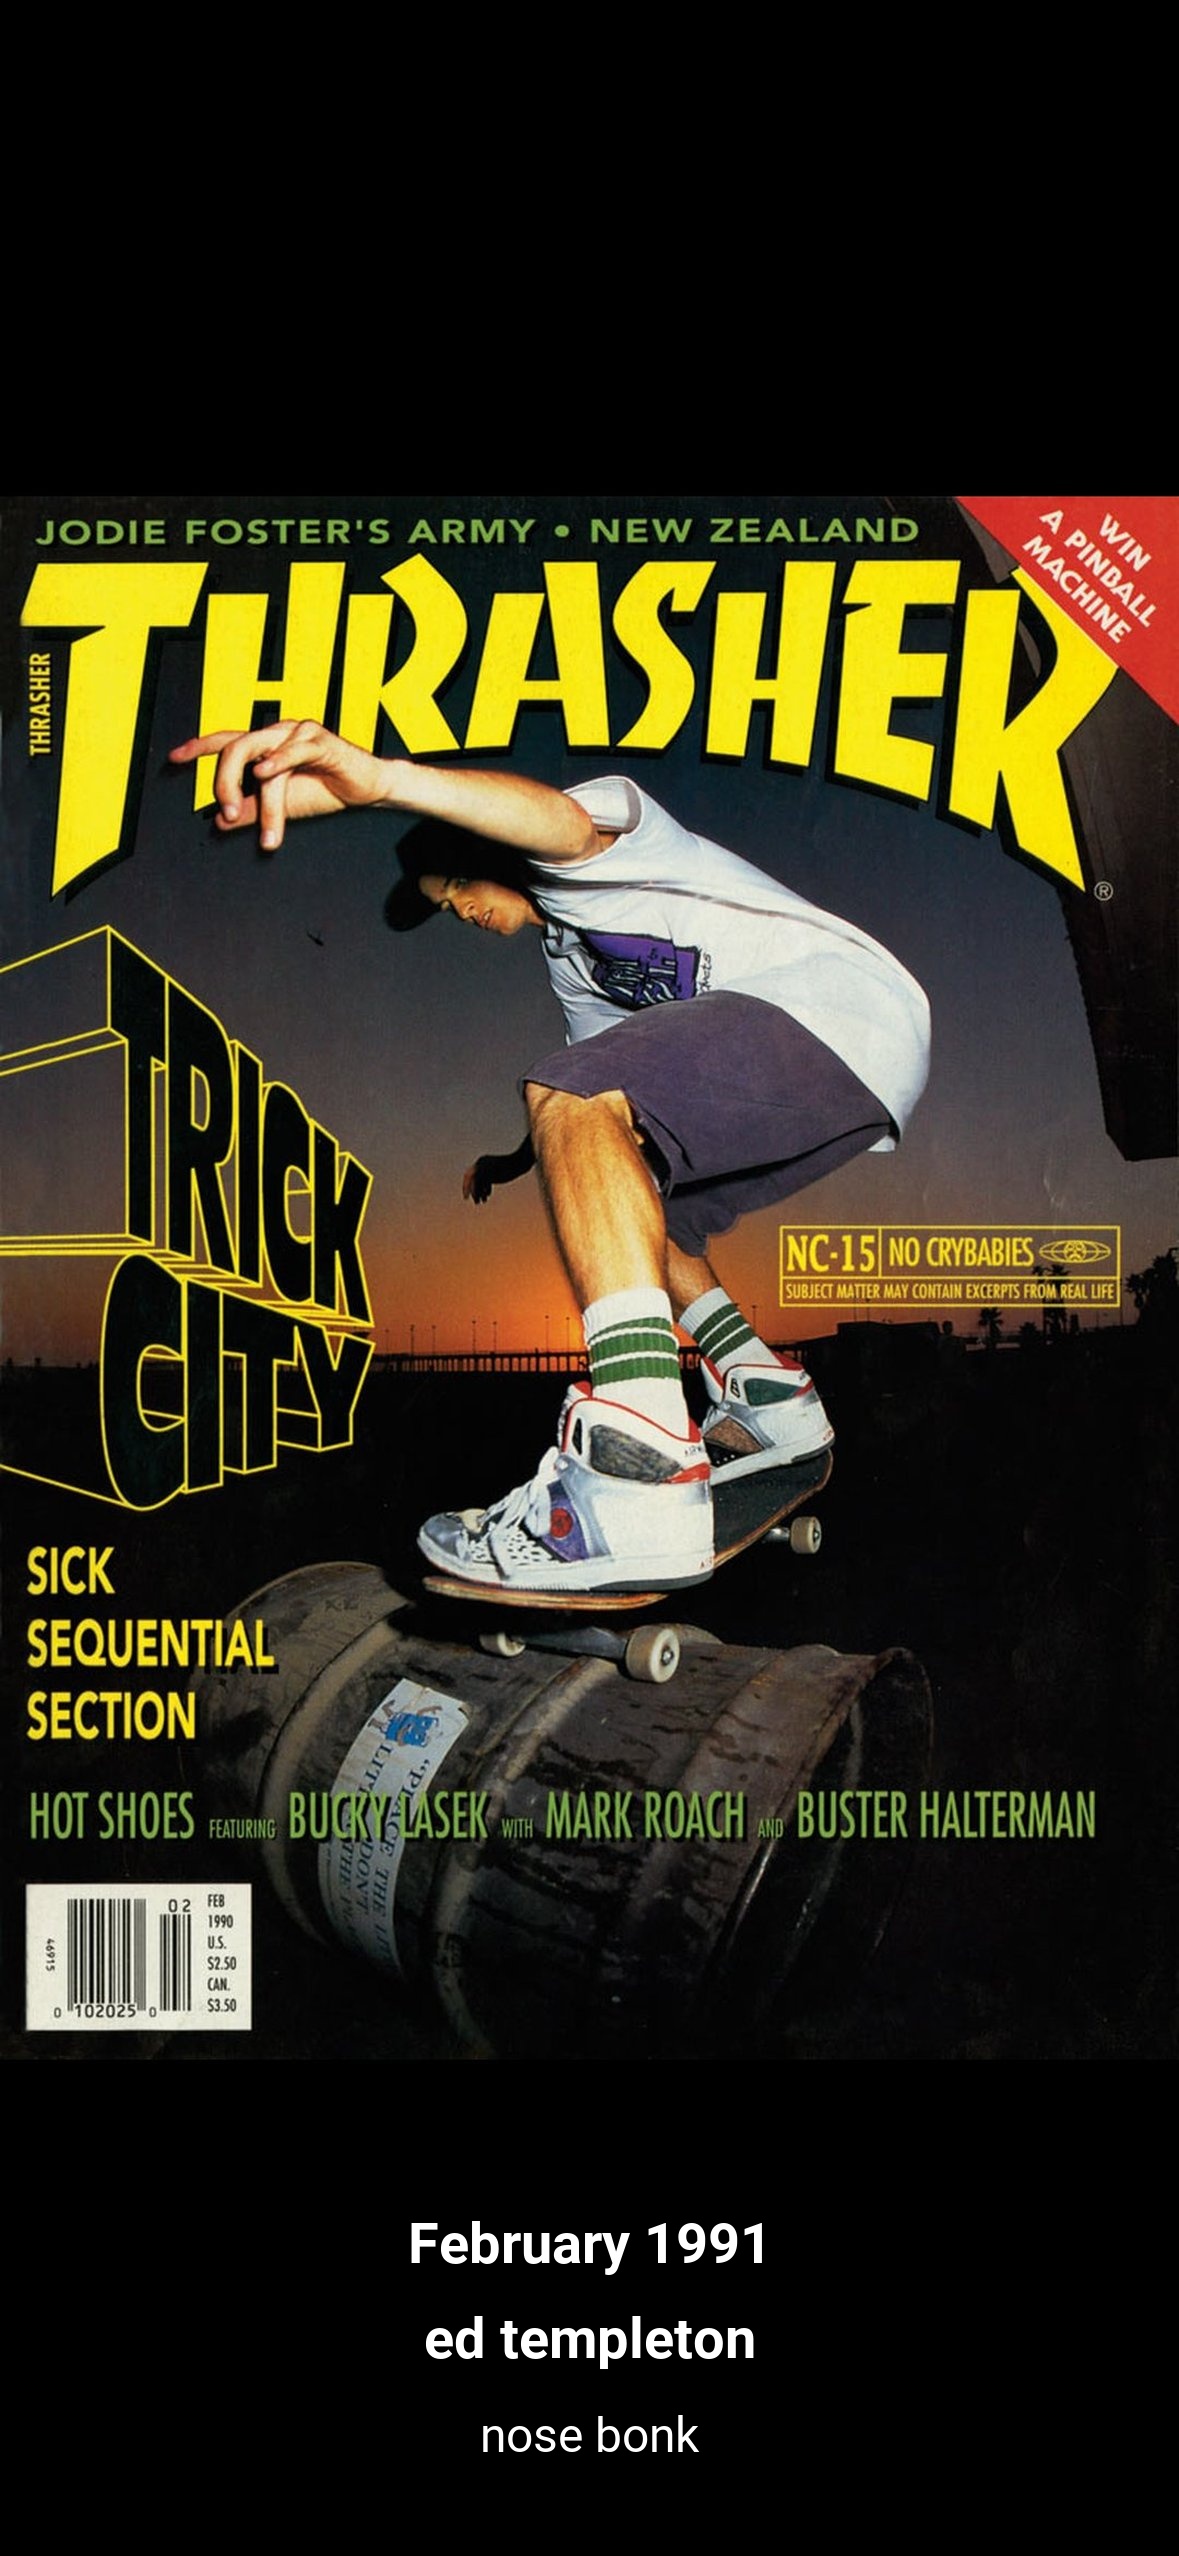 JODIE FOSTER'S ARMY • NEW ZEALAND
WIN
A PINBALL
MACHINE
THRASHER
THRASHER
®
TRICK
CITY
NC-15 NO CRYBABIES
SUBJECT MATTER MAY CONTAIN EXCERPTS FROM REAL LIFE
SICK
SEQUENTIAL
SECTION
HOT SHOES FEATURING BUCKY LASEK WITH MARK ROACH AND BUSTER HALTERMAN
02
FEB
1990
U.S.
$2.50
CAN.
$3.50
46915
0 102025 0
February 1991
ed templeton
nose bonk